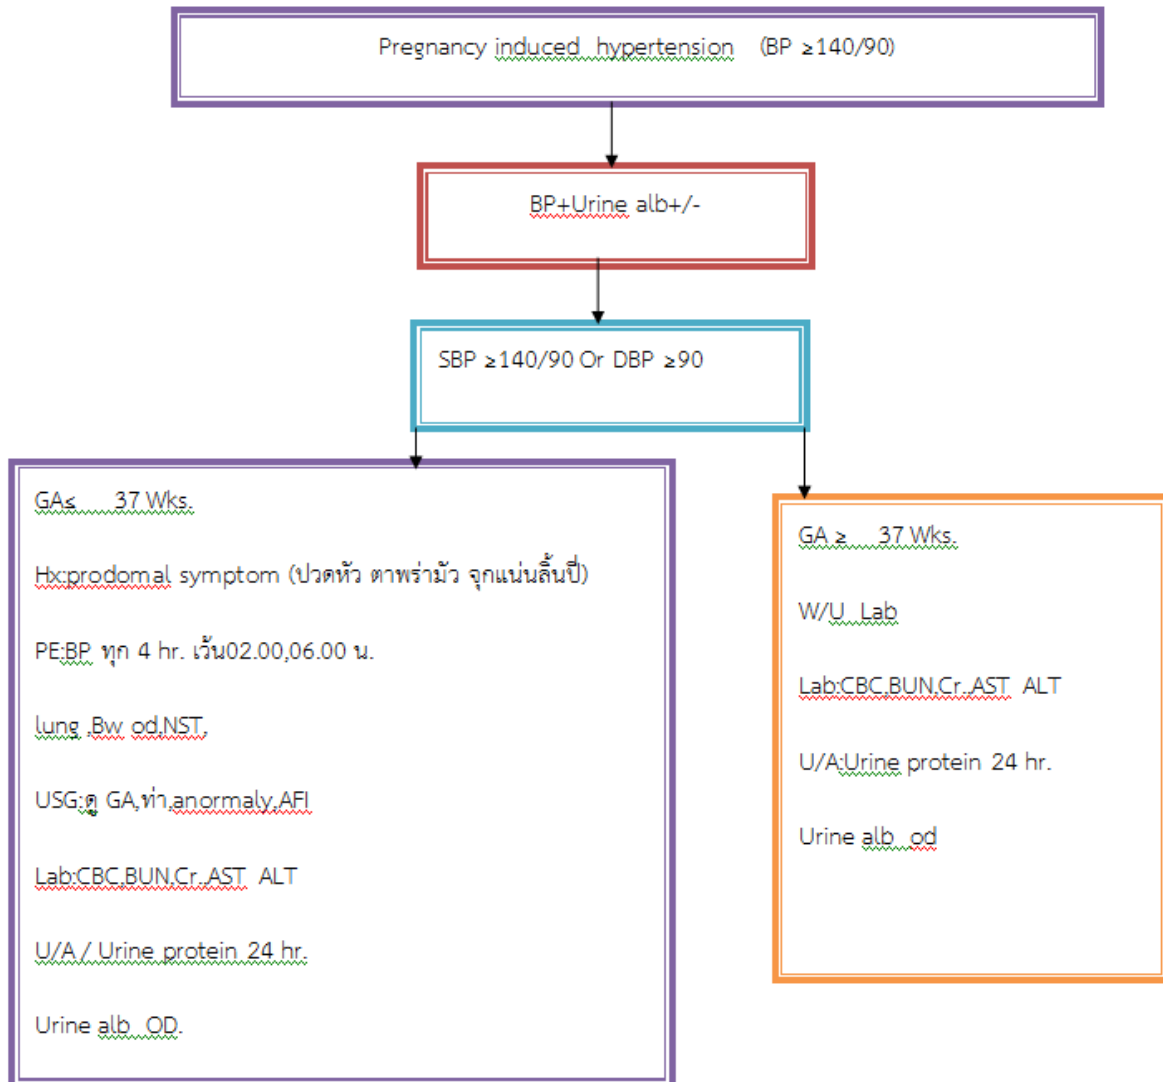 Pregnancy induced hypertension (BP ≥140/90)
BP+Urine alb+/-
SBP ≥140/90 Or DBP ≥90
GA≤ 37 Wks.
Hx:prodomal symptom (ปวดหัว ตาพร่ามัว จุกแน่นลิ้นปี่)
PE:BP ทุก 4 hr. เว้น02.00,06.00 น.
lung ,Bw od,NST,
USG:ดู GA,ท่า,anormaly,AFI
Lab:CBC,BUN,Cr.,AST ALT
U/A / Urine protein 24 hr.
Urine alb OD.
GA ≥ 37 Wks.
W/U Lab
Lab:CBC,BUN,Cr.,AST ALT
U/A:Urine protein 24 hr.
Urine alb od